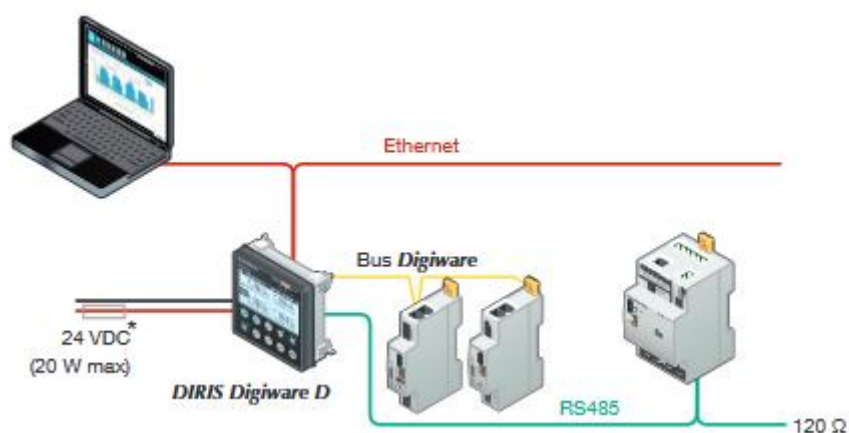 Ethernet
Bus Digiware
24 VDC*
(20 W max)
DIRIS Digiware D
RS485
120 Ω